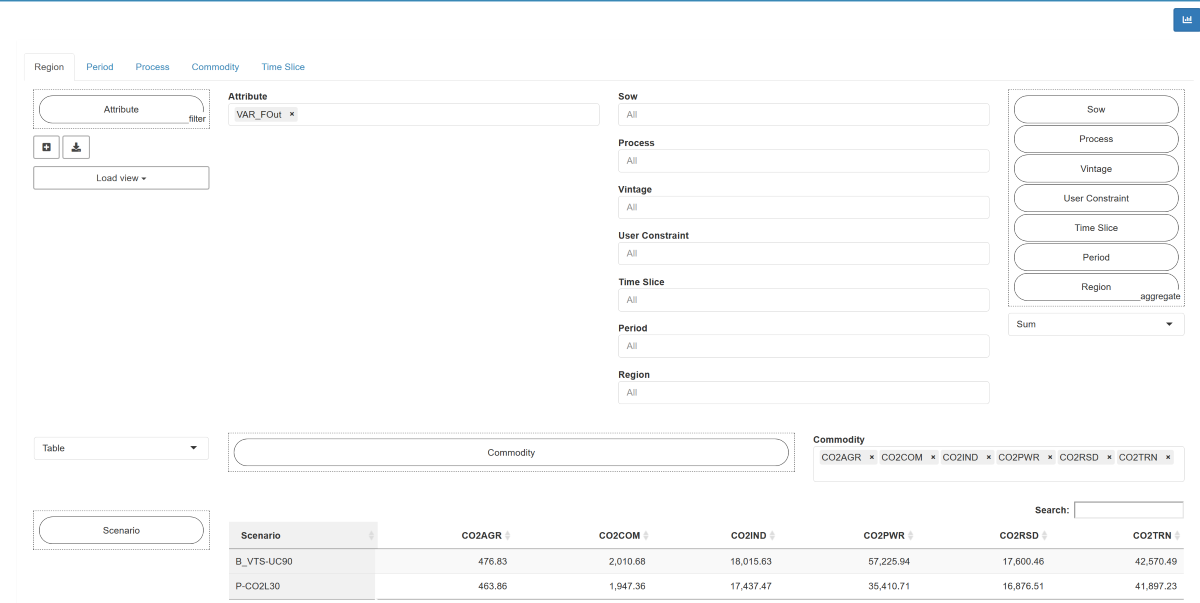 Region Period Process Commodity Time Slice
Attribute
filter
Load view
Attribute
VAR_FOut ×
Sow
All
Process
All
Vintage
All
User Constraint
All
Time Slice
All
Period
All
Region
All
Sow
Process
Vintage
User Constraint
Time Slice
Period
Region
aggregate
Sum
Table
Commodity
Commodity
CO2AGR × CO2COM × CO2IND × CO2PWR × CO2RSD × CO2TRN ×
Search:
Scenario
Scenario CO2AGR CO2COM CO2IND CO2PWR CO2RSD CO2TRN
B_VTS-UC90 476.83 2,010.68 18,015.63 57,225.94 17,600.46 42,570.49
P-CO2L30 463.86 1,947.36 17,437.47 35,410.71 16,876.51 41,897.23